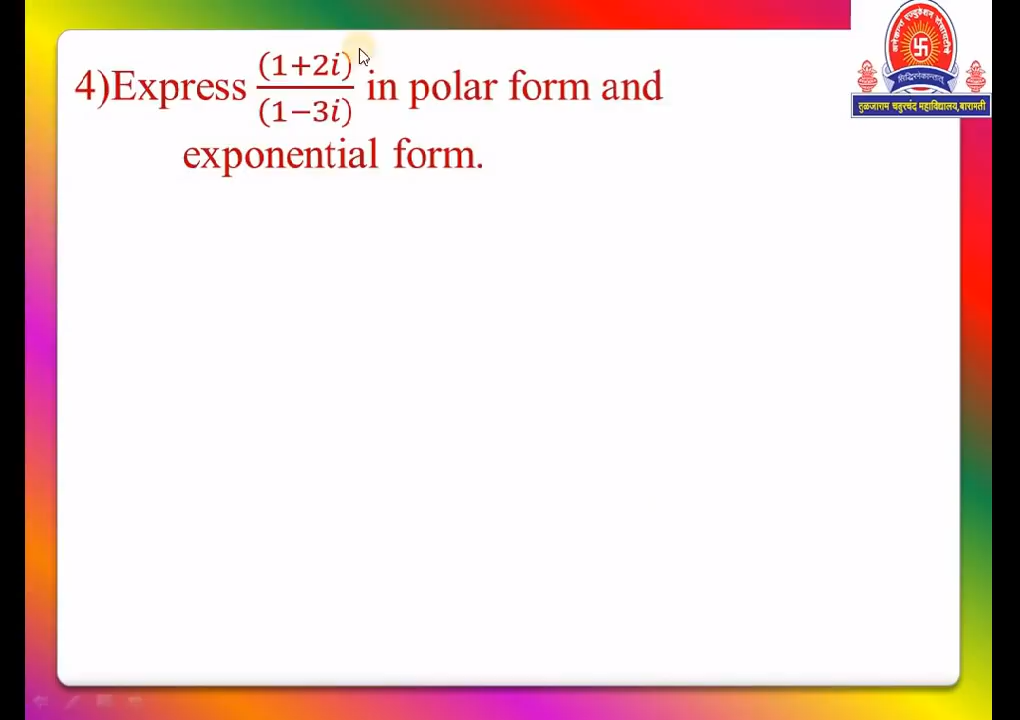 4)Express (1+2i)/(1−3i) in polar form and
exponential form.
तुळजाराम चतुरचंद महाविद्यालय,बारामती